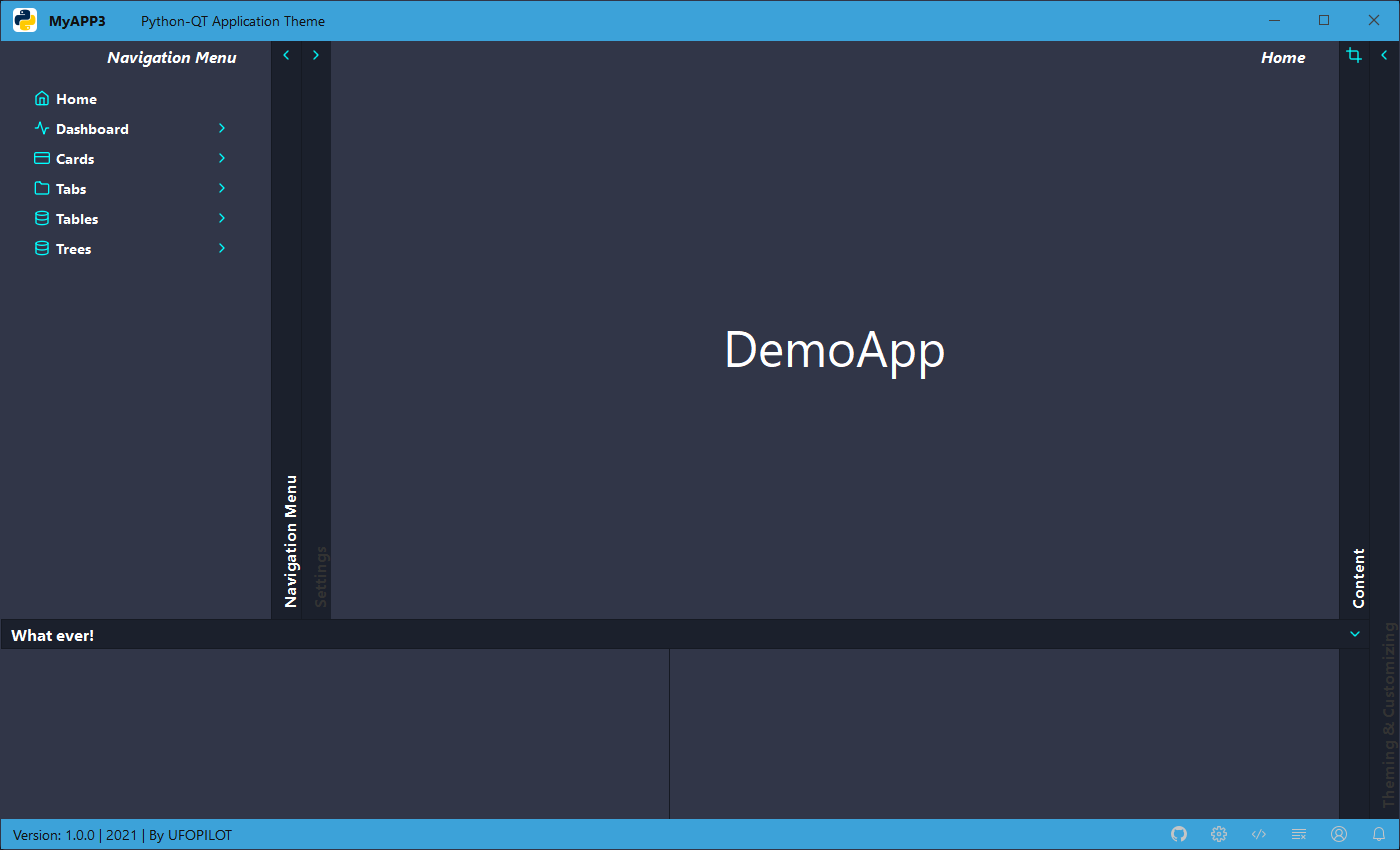 MyAPP3
Python-QT Application Theme
Navigation Menu
Home
Home
Dashboard
Cards
Tabs
Tables
Trees
DemoApp
Navigation Menu
Settings
Content
What ever!
Theming & Customizing
Version: 1.0.0 | 2021 | By UFOPILOT